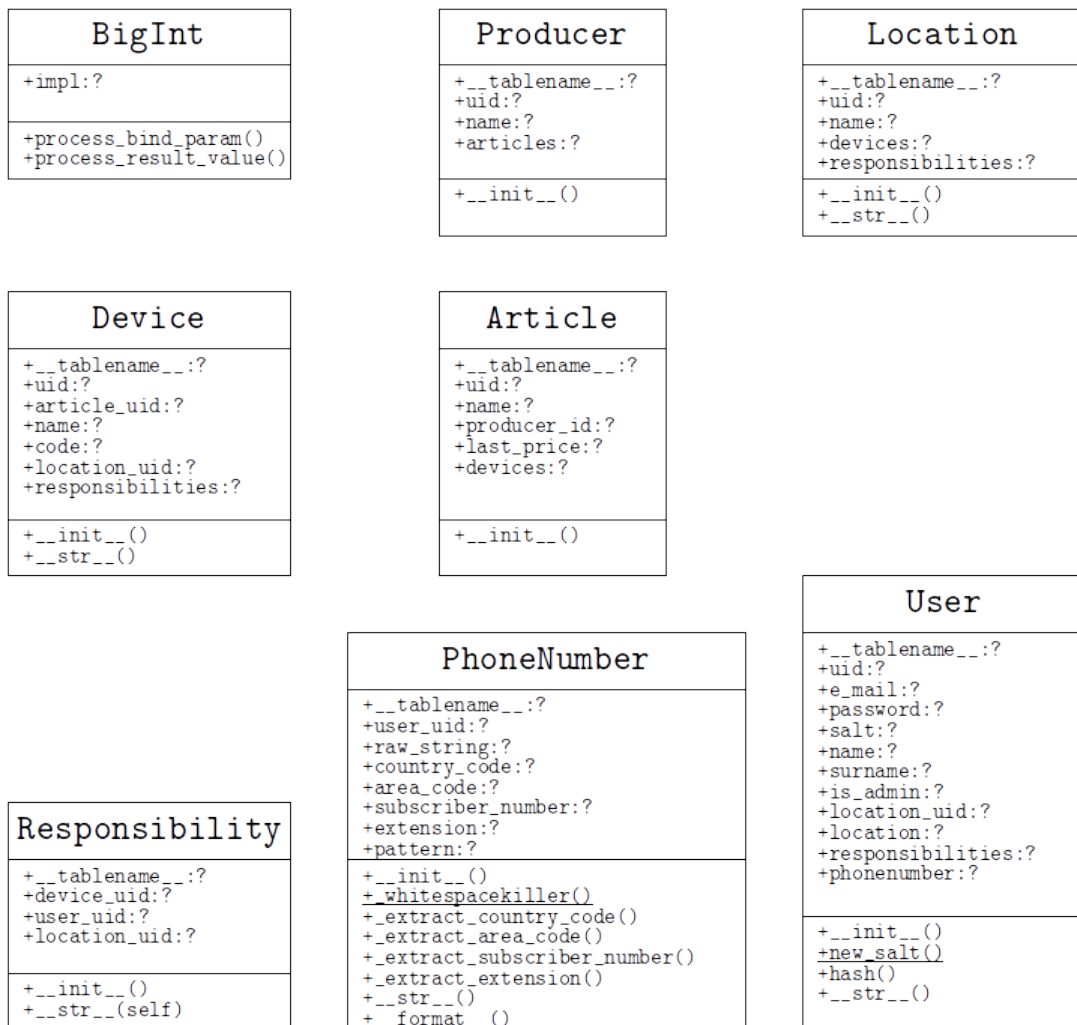 BigInt
+impl:?
+process_bind_param()
+process_result_value()
Producer
+__tablename__:?
+uid:?
+name:?
+articles:?
+__init__()
Location
+__tablename__:?
+uid:?
+name:?
+devices:?
+responsibilities:?
+__init__()
+__str__()
Device
+__tablename__:?
+uid:?
+article_uid:?
+name:?
+code:?
+location_uid:?
+responsibilities:?
+__init__()
+__str__()
Article
+__tablename__:?
+uid:?
+name:?
+producer_id:?
+last_price:?
+devices:?
+__init__()
Responsibility
+__tablename__:?
+device_uid:?
+user_uid:?
+location_uid:?
+__init__()
+__str__(self)
PhoneNumber
+__tablename__:?
+user_uid:?
+raw_string:?
+country_code:?
+area_code:?
+subscriber_number:?
+extension:?
+pattern:?
+__init__()
+_whitespacekiller()
+_extract_country_code()
+_extract_area_code()
+_extract_subscriber_number()
+_extract_extension()
+__str__()
+__format__()
User
+__tablename__:?
+uid:?
+e_mail:?
+password:?
+salt:?
+name:?
+surname:?
+is_admin:?
+location_uid:?
+location:?
+responsibilities:?
+phonenumber:?
+__init__()
+new_salt()
+hash()
+__str__()